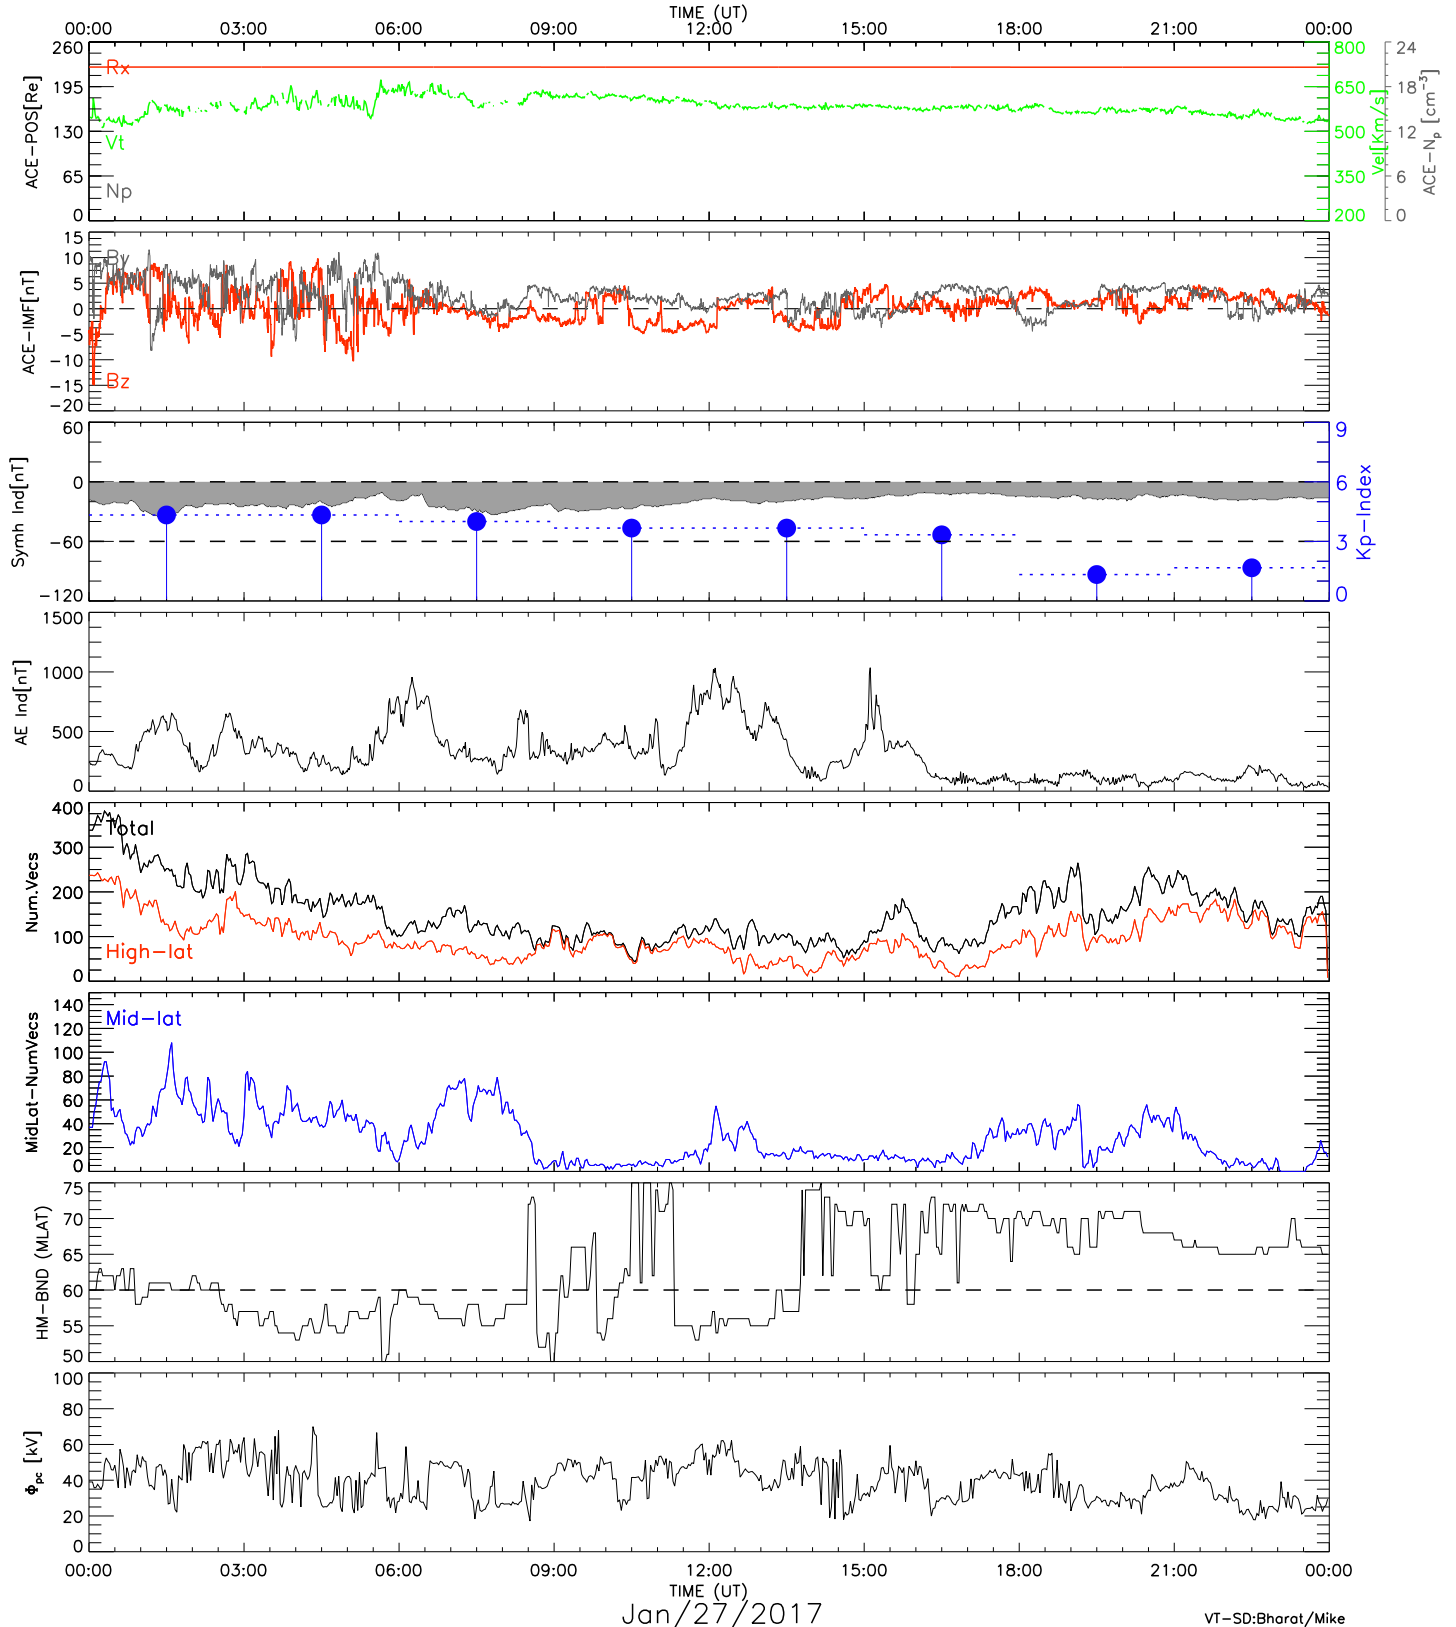 TIME (UT)
00:00 03:00 06:00 09:00 12:00 15:00 18:00 21:00 00:00
ACE-POS[Re]
260
195
130
65
0
Rx
Vt
Np
800
650
500
350
200
Vel[Km/s]
24
18
12
6
0
ACE-Np [cm-3]
ACE-IMF[nT]
15
10
5
0
-5
-10
-15
-20
By
Bz
Symh Ind[nT]
60
0
-60
-120
9
6
3
0
Kp-Index
AE Ind[nT]
1500
1000
500
0
Num.Vecs
400
300
200
100
0
Total
High-lat
MidLat-NumVecs
140
120
100
80
60
40
20
0
Mid-lat
HM-BND (MLAT)
75
70
65
60
55
50
Φpc [kV]
100
80
60
40
20
0
00:00 03:00 06:00 09:00 12:00 15:00 18:00 21:00 00:00
TIME (UT)
Jan/27/2017
VT-SD:Bharat/Mike